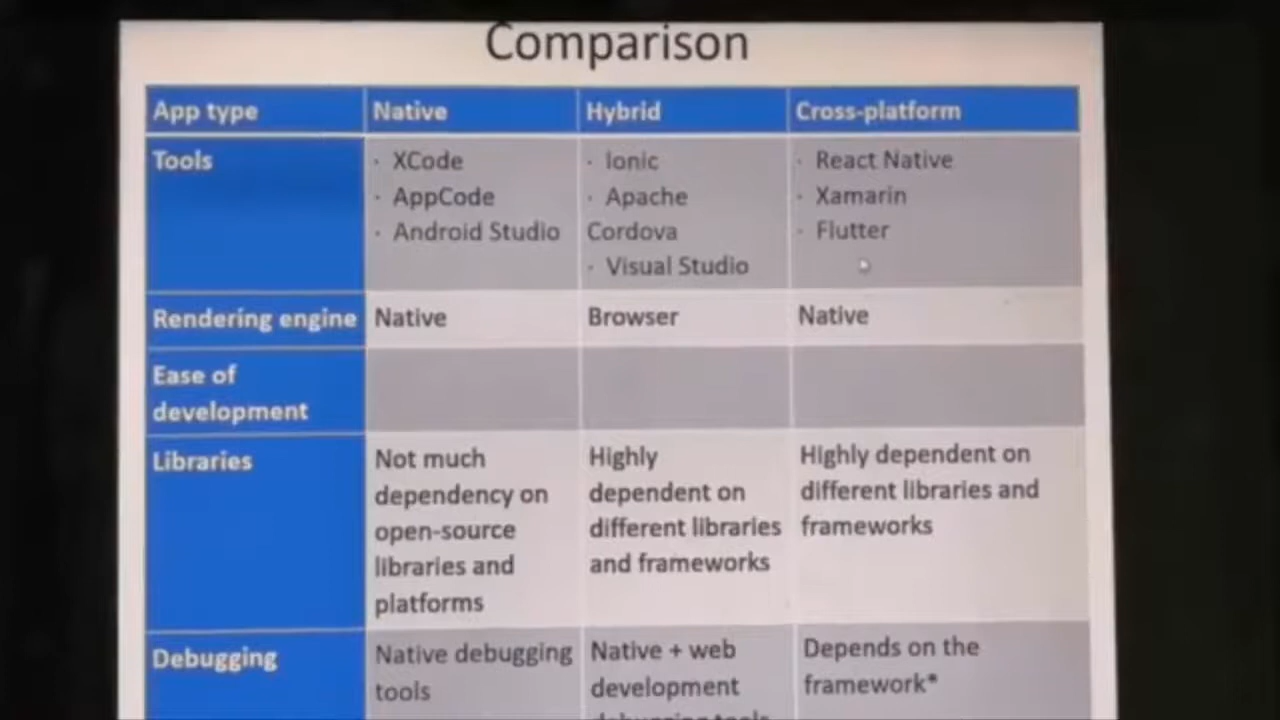 Comparison
App type
Native
Hybrid
Cross-platform
Tools
· XCode
· AppCode
· Android Studio
· Ionic
· Apache
Cordova
· Visual Studio
· React Native
· Xamarin
· Flutter
Rendering engine
Native
Browser
Native
Ease of
development
Libraries
Not much
dependency on
open-source
libraries and
platforms
Highly
dependent on
different libraries
and frameworks
Highly dependent on
different libraries and
frameworks
Debugging
Native debugging
tools
Native + web
development
debugging tools
Depends on the
framework*